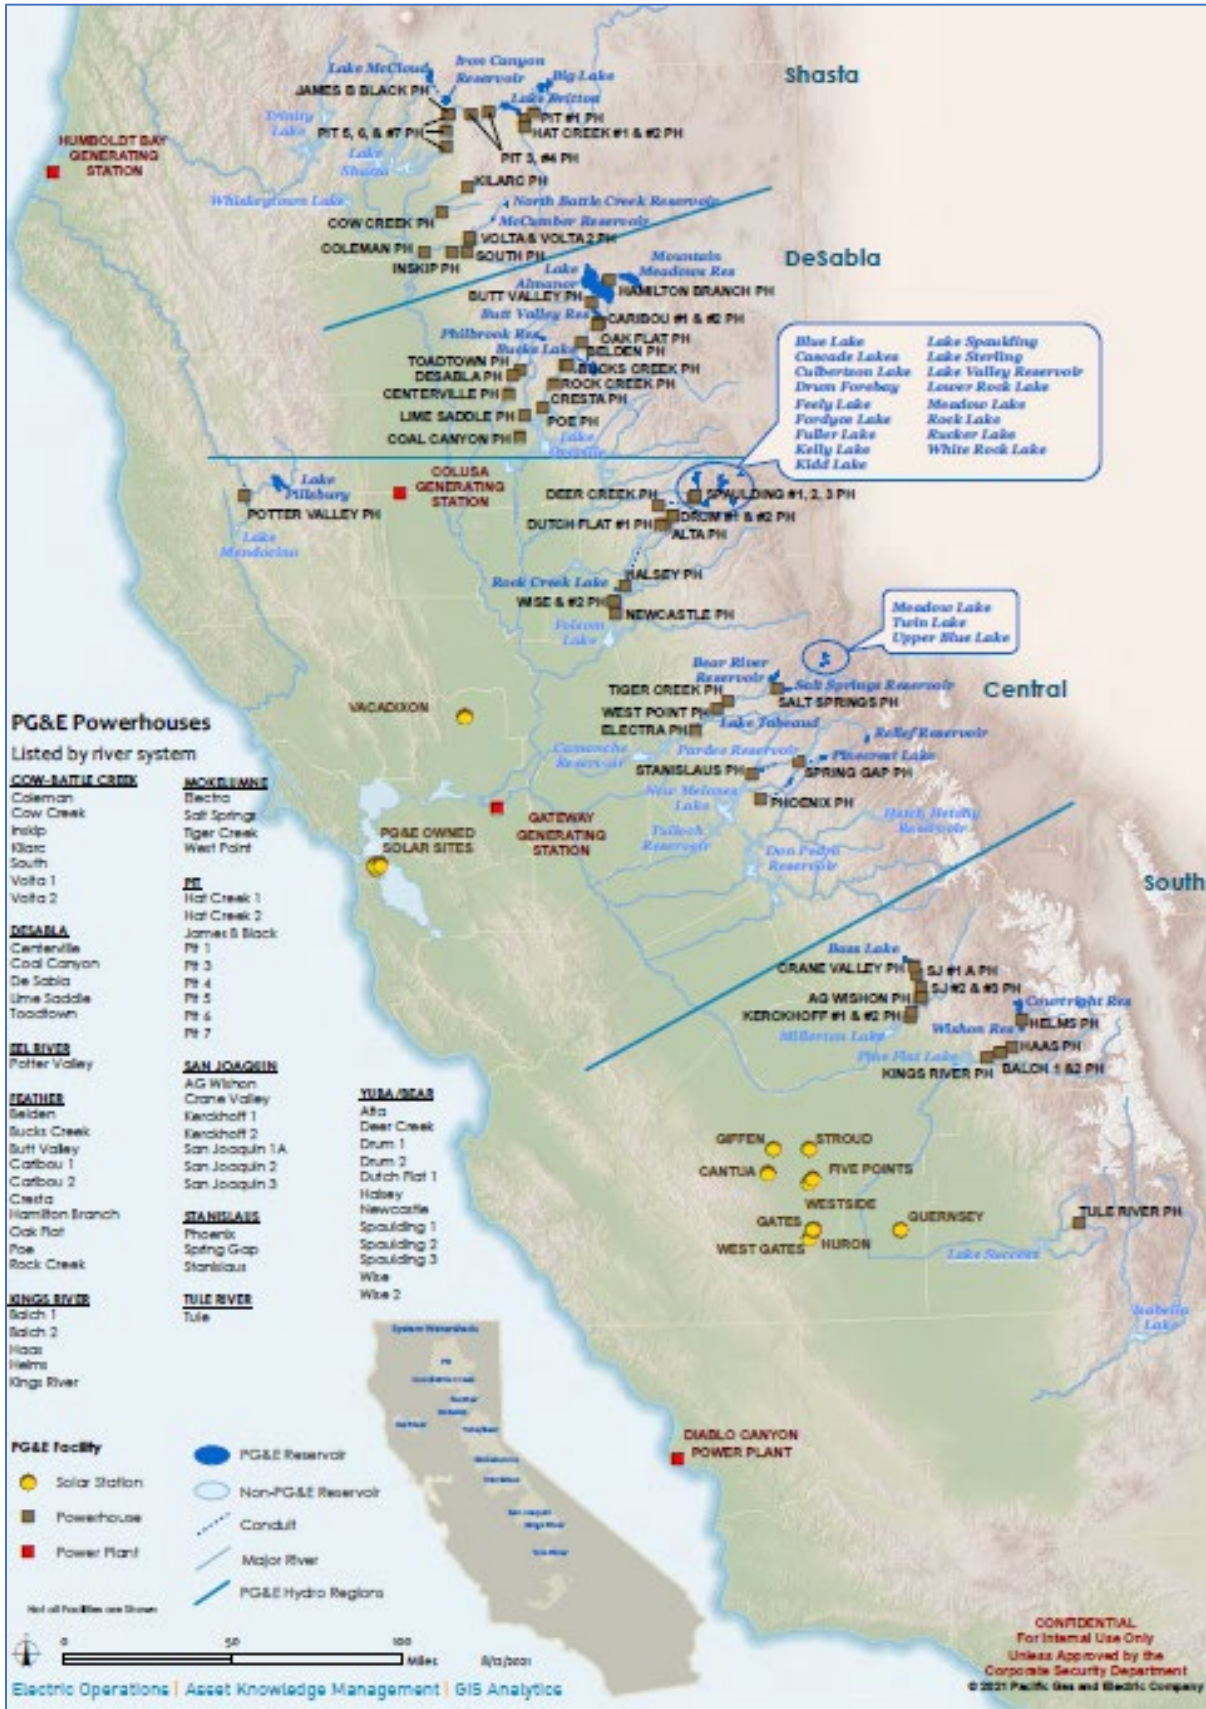 Shasta
Lake McCloud
Iron Canyon
Reservoir
Big Lake
JAMES B BLACK PH
Lake Britton
PIT #1 PH
HAT CREEK #1 & #2 PH
Trinity
Lake
PIT 5, 6, & #7 PH
PIT 3, #4 PH
HUMBOLDT BAY
GENERATING
STATION
Lake
Shasta
KILARC PH
Whiskeytown Lake
North Battle Creek Reservoir
McCumber Reservoir
COW CREEK PH
VOLTA & VOLTA 2 PH
COLEMAN PH
SOUTH PH
INSKIP PH
DeSabla
Mountain
Meadows Res
Lake
Almanor
HAMILTON BRANCH PH
BUTT VALLEY PH
Butt Valley Res
CARIBOU #1 & #2 PH
Philbrook Res
OAK FLAT PH
Bucks Lake
BELDEN PH
TOADTOWN PH
BUCKS CREEK PH
DESABLA PH
ROCK CREEK PH
CENTERVILLE PH
CRESTA PH
LIME SADDLE PH
POE PH
COAL CANYON PH
Lake
Oroville
Blue Lake
Cascade Lakes
Culbertson Lake
Drum Forebay
Feely Lake
Fordyce Lake
Fuller Lake
Kelly Lake
Kidd Lake
Lake Spaulding
Lake Sterling
Lake Valley Reservoir
Lower Rock Lake
Meadow Lake
Rock Lake
Rucker Lake
White Rock Lake
Lake
Pillsbury
POTTER VALLEY PH
Lake
Mendocino
COLUSA
GENERATING
STATION
DEER CREEK PH
SPAULDING #1, 2, 3 PH
DRUM #1 & #2 PH
DUTCH FLAT #1 PH
ALTA PH
HALSEY PH
Rock Creek Lake
WISE & #2 PH
NEWCASTLE PH
Folsom
Lake
Meadow Lake
Twin Lake
Upper Blue Lake
Central
Bear River
Reservoir
Salt Springs Reservoir
TIGER CREEK PH
SALT SPRINGS PH
WEST POINT PH
Lake Tabeaud
ELECTRA PH
Relief Reservoir
Camanche
Reservoir
Pardee Reservoir
Pinecrest Lake
STANISLAUS PH
SPRING GAP PH
New Melones
Lake
PHOENIX PH
Hetch Hetchy
Reservoir
Tulloch
Reservoir
Don Pedro
Reservoir
VACADIXON
GATEWAY
GENERATING
STATION
PG&E OWNED
SOLAR SITES
South
Bass Lake
CRANE VALLEY PH
SJ #1 A PH
SJ #2 & #3 PH
AG WISHON PH
KERCKHOFF #1 & #2 PH
Courtright Res
Millerton Lake
Wishon Res
HELMS PH
HAAS PH
Pine Flat Lake
KINGS RIVER PH
BALCH 1 &2 PH
GIFFEN
STROUD
CANTUA
FIVE POINTS
WESTSIDE
GATES
GUERNSEY
WEST GATES
HURON
TULE RIVER PH
Lake Success
Isabella
Lake
DIABLO CANYON
POWER PLANT
PG&E Powerhouses
Listed by river system
COW-BATTLE CREEK
Coleman
Cow Creek
Inskip
Kilarc
South
Volta 1
Volta 2
DESABLA
Centerville
Coal Canyon
De Sabla
Lime Saddle
Toadtown
EEL RIVER
Potter Valley
FEATHER
Belden
Bucks Creek
Butt Valley
Caribou 1
Caribou 2
Cresta
Hamilton Branch
Oak Flat
Poe
Rock Creek
KINGS RIVER
Balch 1
Balch 2
Haas
Helms
Kings River
MOKELUMNE
Electra
Salt Springs
Tiger Creek
West Point
PIT
Hat Creek 1
Hat Creek 2
James B Black
Pit 1
Pit 3
Pit 4
Pit 5
Pit 6
Pit 7
SAN JOAQUIN
AG Wishon
Crane Valley
Kerckhoff 1
Kerckhoff 2
San Joaquin 1A
San Joaquin 2
San Joaquin 3
STANISLAUS
Phoenix
Spring Gap
Stanislaus
TULE RIVER
Tule
YUBA/BEAR
Alta
Deer Creek
Drum 1
Drum 2
Dutch Flat 1
Halsey
Newcastle
Spaulding 1
Spaulding 2
Spaulding 3
Wise
Wise 2
System Watersheds
PG&E Facility
Solar Station
Powerhouse
Power Plant
PG&E Reservoir
Non-PG&E Reservoir
Conduit
Major River
PG&E Hydro Regions
Not all Facilities are Shown
0
50
100
Miles
8/12/2021
Electric Operations | Asset Knowledge Management | GIS Analytics
CONFIDENTIAL
For Internal Use Only
Unless Approved by the
Corporate Security Department
© 2021 Pacific Gas and Electric Company